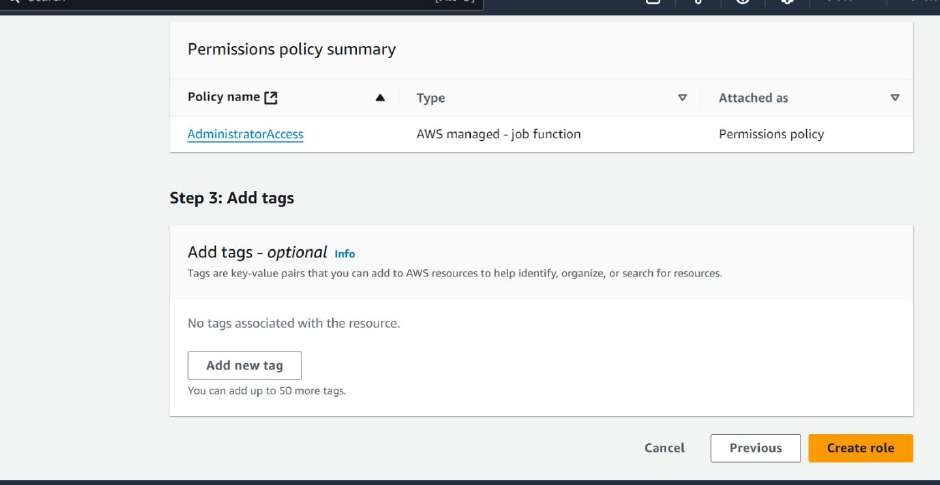 Permissions policy summary
Policy name Type Attached as
AdministratorAccess AWS managed - job function Permissions policy
Step 3: Add tags
Add tags - optional Info
Tags are key-value pairs that you can add to AWS resources to help identify, organize, or search for resources.
No tags associated with the resource.
Add new tag
You can add up to 50 more tags.
Cancel Previous Create role